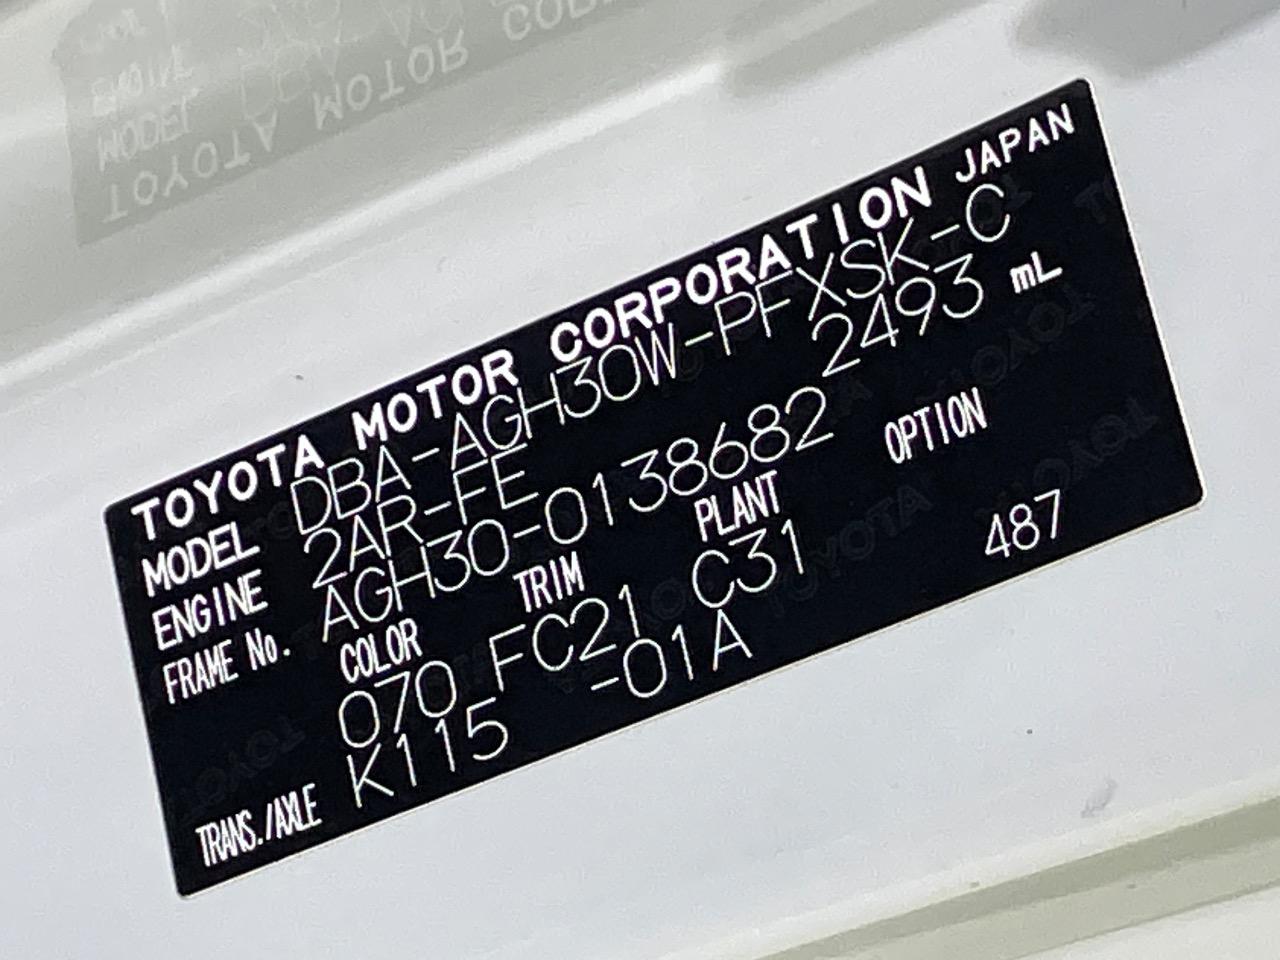 TOYOTA MOTOR CORPORATION JAPAN
MODEL DBA-AGH30W-PFXSK-C
ENGINE 2AR-FE 2493 mL
FRAME No. AGH30-0138682
COLOR TRIM PLANT OPTION
070 FC21 C31 487
TRANS./AXLE K115 -01A